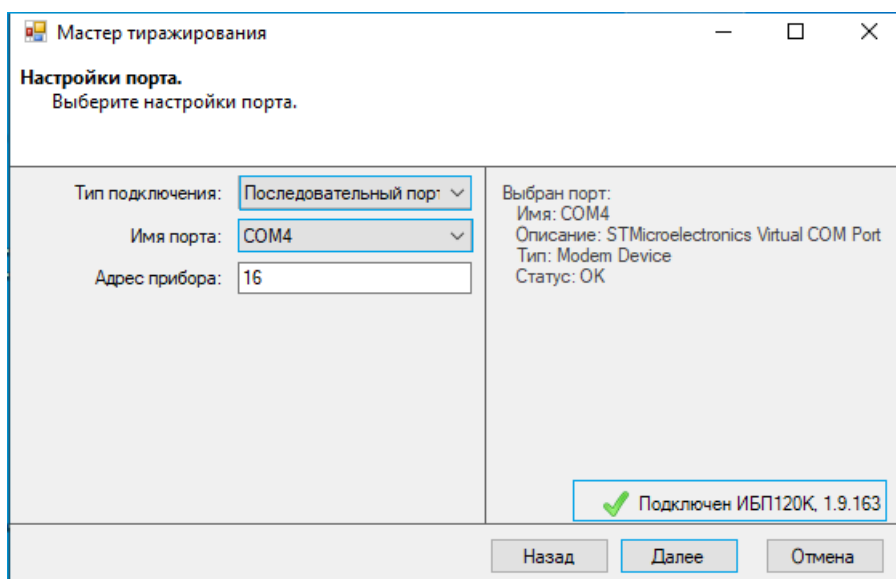 Мастер тиражирования
Настройки порта.
Выберите настройки порта.
Тип подключения: Последовательный порт
Имя порта: COM4
Адрес прибора: 16
Выбран порт:
Имя: COM4
Описание: STMicroelectronics Virtual COM Port
Тип: Modem Device
Статус: OK
Подключен ИБП120К, 1.9.163
Назад Далее Отмена